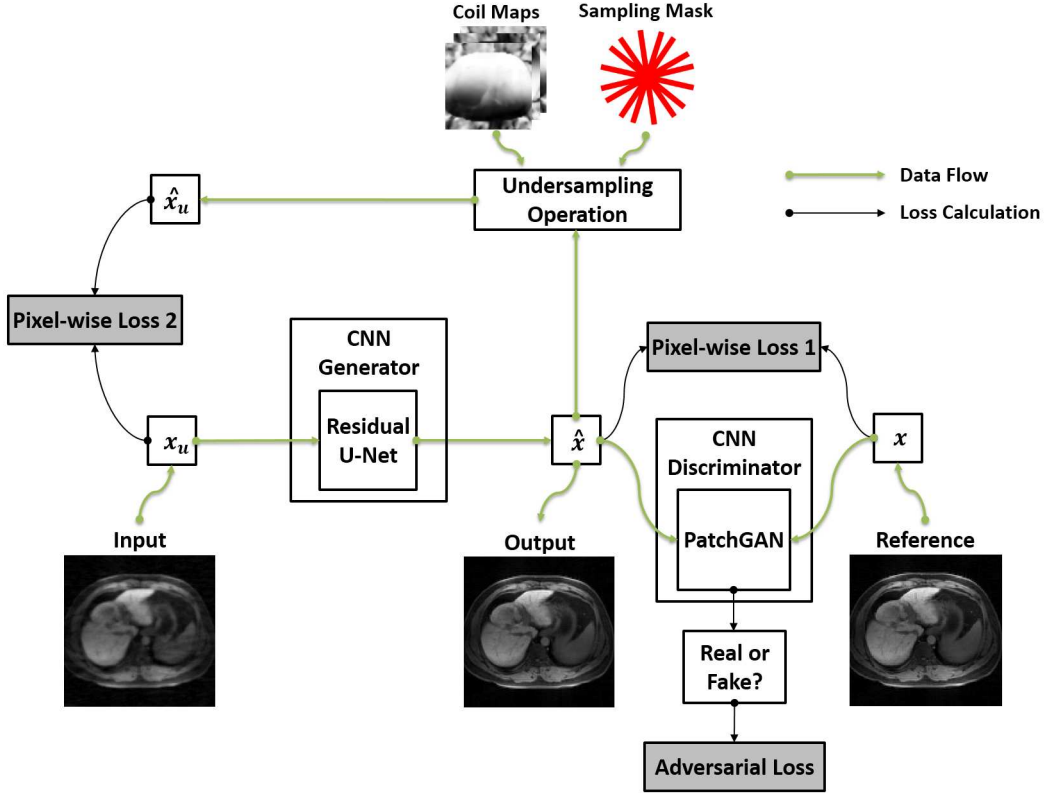 Coil Maps
Sampling Mask
Undersampling
Operation
x̂ᵤ
Data Flow
Loss Calculation
Pixel-wise Loss 2
CNN
Generator
Residual
U-Net
xᵤ
x̂
Pixel-wise Loss 1
CNN
Discriminator
PatchGAN
x
Input
Output
Reference
Real or
Fake?
Adversarial Loss